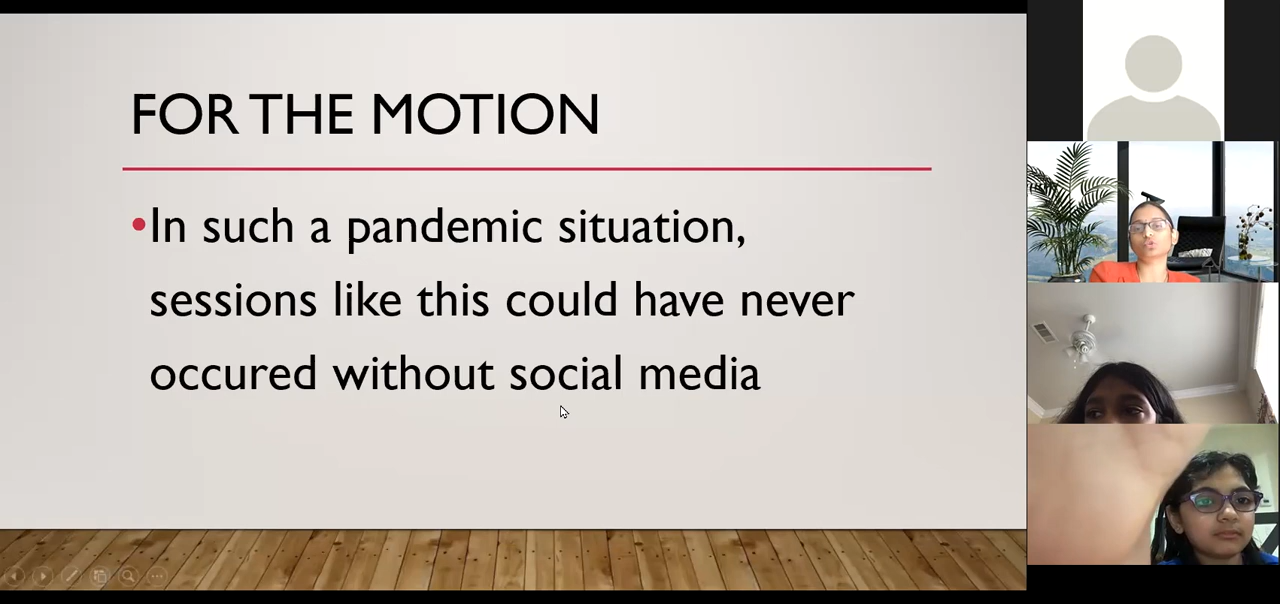 FOR THE MOTION
•In such a pandemic situation,
sessions like this could have never
occured without social media